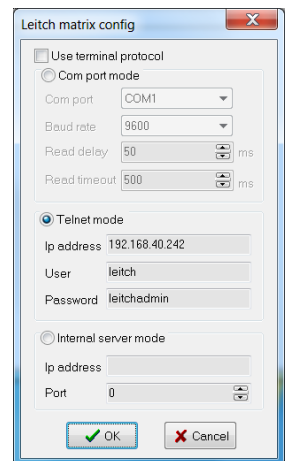 Leitch matrix config
X
Use terminal protocol
Com port mode
Com port COM1
Baud rate 9600
Read delay 50 ms
Read timeout 500 ms
Telnet mode
Ip address 192.168.40.242
User leitch
Password leitchadmin
Internal server mode
Ip address
Port 0
OK Cancel